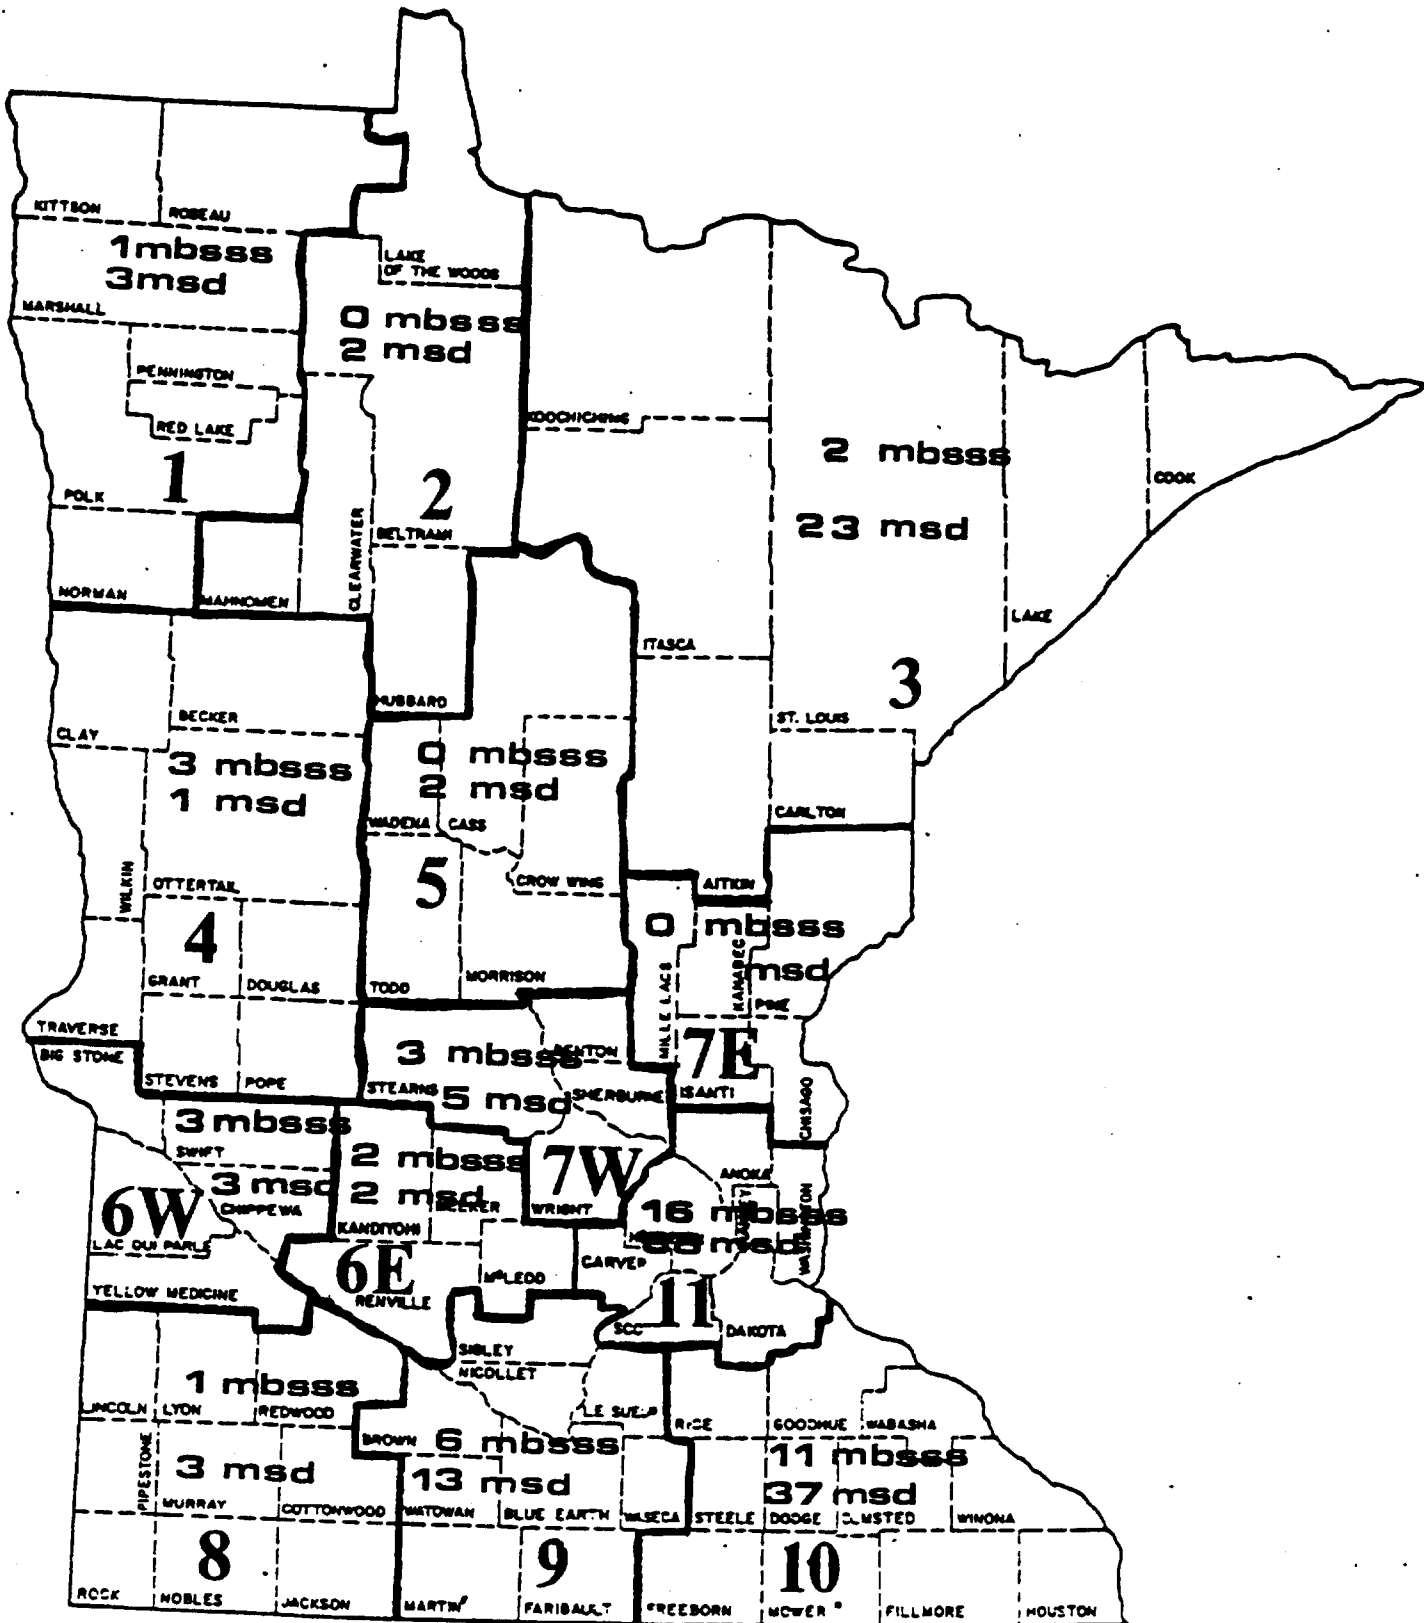 KITTSON
ROSEAU
1 mbsss
3 msd
MARSHALL
LAKE
OF THE WOODS
0 mbsss
2 msd
PENNINGTON
RED LAKE
1
POLK
2
BELTRAMI
CLEARWATER
NORMAN
MAHNOMEN
KOOCHICHING
2 mbsss
23 msd
COOK
LAKE
ITASCA
3
ST. LOUIS
HUBBARD
BECKER
CLAY
3 mbsss
1 msd
0 mbsss
2 msd
WADENA
CASS
CARLTON
WILKIN
OTTERTAIL
5
CROW WING
AITKIN
4
0 mbsss
msd
GRANT
DOUGLAS
TODD
MORRISON
MILLE LACS
KANABEC
PINE
TRAVERSE
BIG STONE
STEVENS
POPE
STEARNS
3 mbsss
5 msd
BENTON
SHERBURNE
7E
ISANTI
CHISAGO
3 mbsss
SWIFT
3 msd
CHIPPEWA
2 mbsss
2 msd
KANDIYOHI
7W
WRIGHT
ANOKA
WASHINGTON
6W
LAC QUI PARLE
16 mbsss
msd
6E
RENVILLE
McLEOD
CARVER
YELLOW MEDICINE
11
SCO
DAKOTA
SIBLEY
NICOLLET
1 mbsss
LINCOLN
LYON
REDWOOD
LE SUEUR
RICE
GOODHUE
WABASHA
BROWN
6 mbsss
11 mbsss
PIPESTONE
3 msd
13 msd
37 msd
MURRAY
COTTONWOOD
WATOWAN
BLUE EARTH
WASECA
STEELE
DODGE
OLMSTED
WINONA
8
9
10
ROCK
NOBLES
JACKSON
MARTIN
FARIBAULT
FREEBORN
MOWER
FILLMORE
HOUSTON